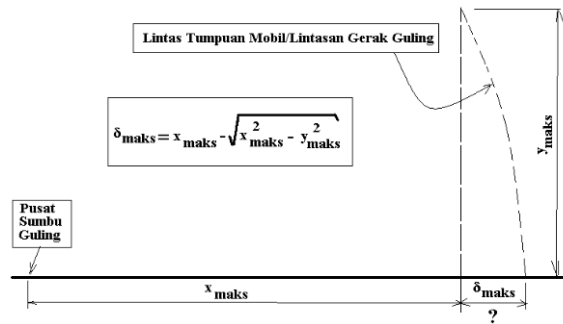 Lintas Tumpuan Mobil/Lintasan Gerak Guling
δmaks = xmaks - √x²maks - y²maks
ymaks
Pusat
Sumbu
Guling
xmaks
δmaks
?